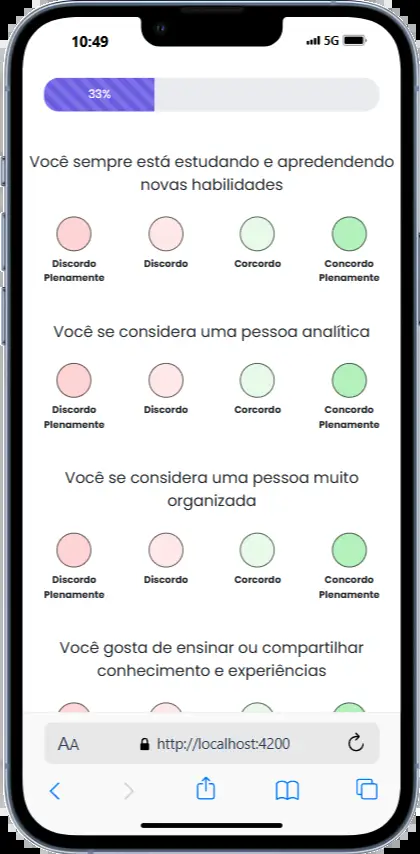 10:49 5G
33%
Você sempre está estudando e apredendendo
novas habilidades
Discordo Discordo Corcordo Concordo
Plenamente Plenamente
Você se considera uma pessoa analítica
Discordo Discordo Corcordo Concordo
Plenamente Plenamente
Você se considera uma pessoa muito
organizada
Discordo Discordo Corcordo Concordo
Plenamente Plenamente
Você gosta de ensinar ou compartilhar
conhecimento e experiências
AA http://localhost:4200